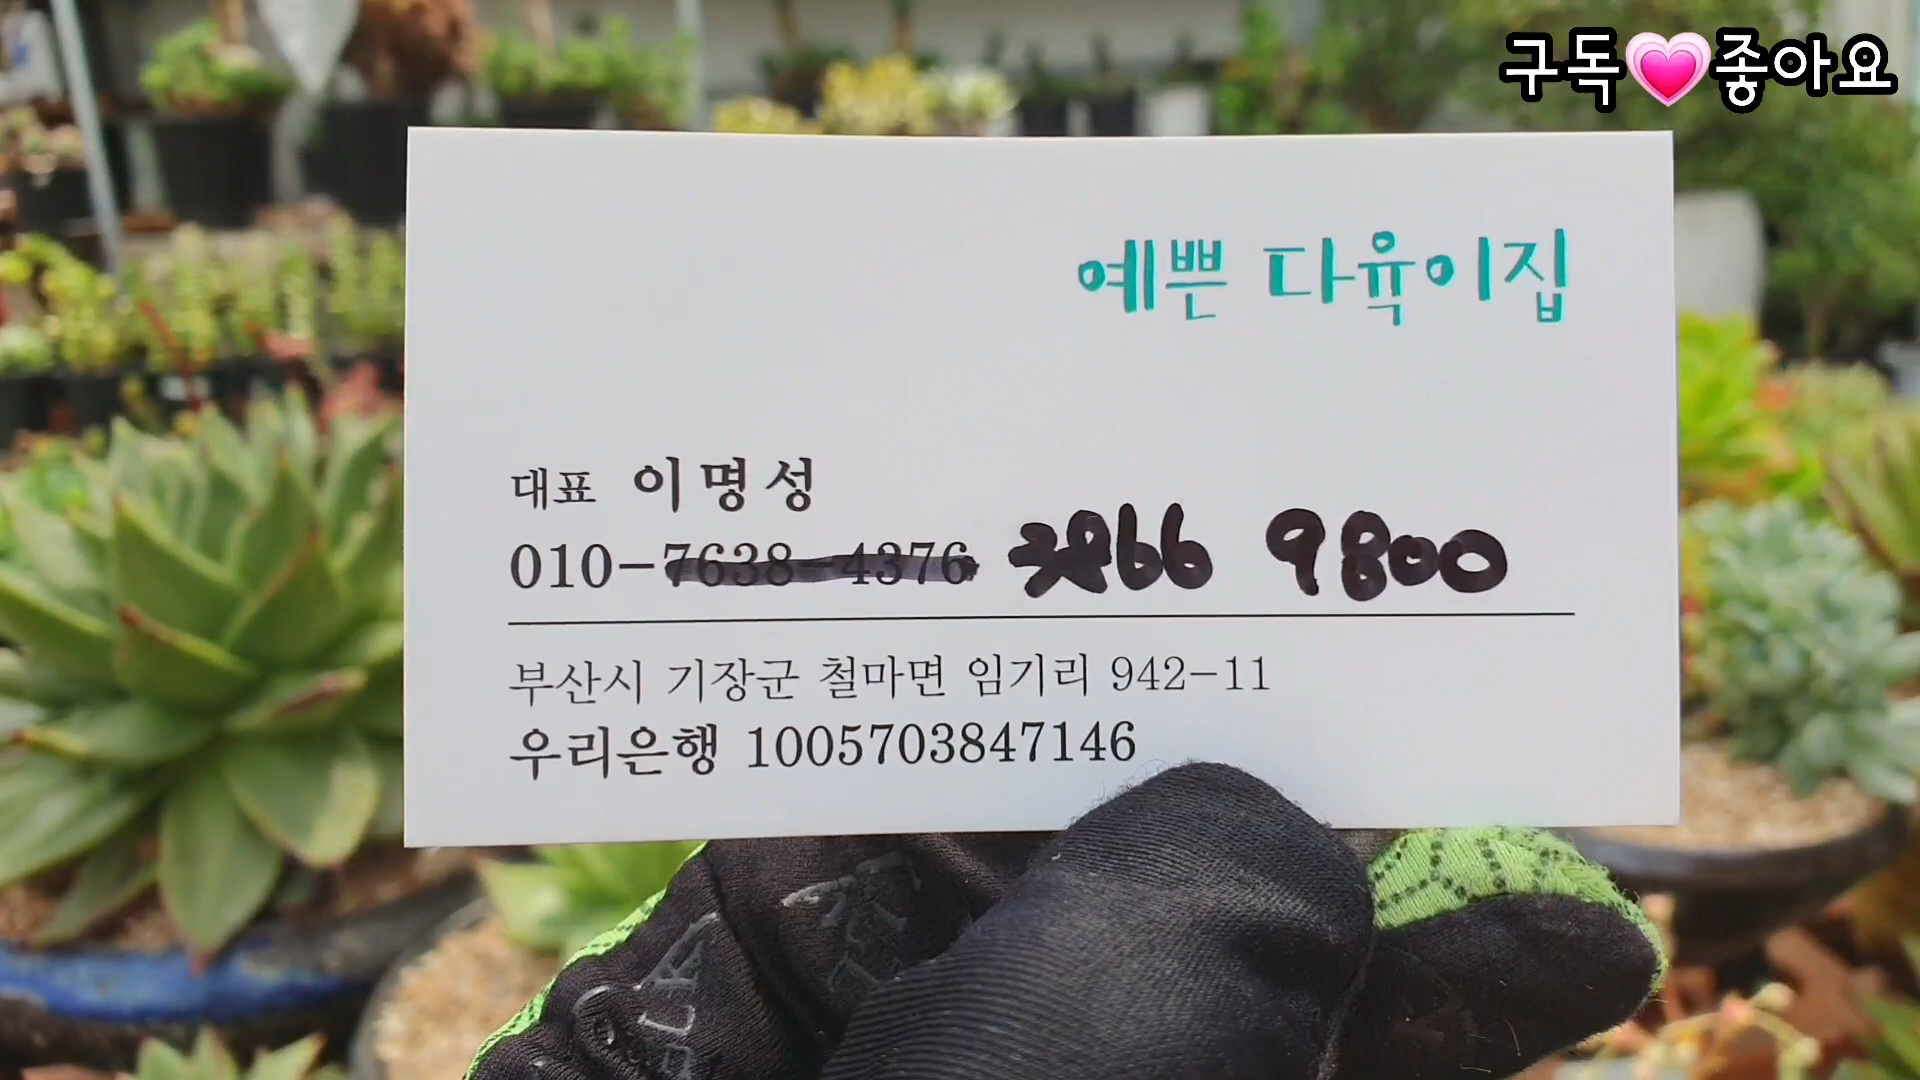 구독💗좋아요
예쁜 다육이집
대표 이명성
010-7638-4376 9800
부산시 기장군 철마면 임기리 942-11
우리은행 1005703847146